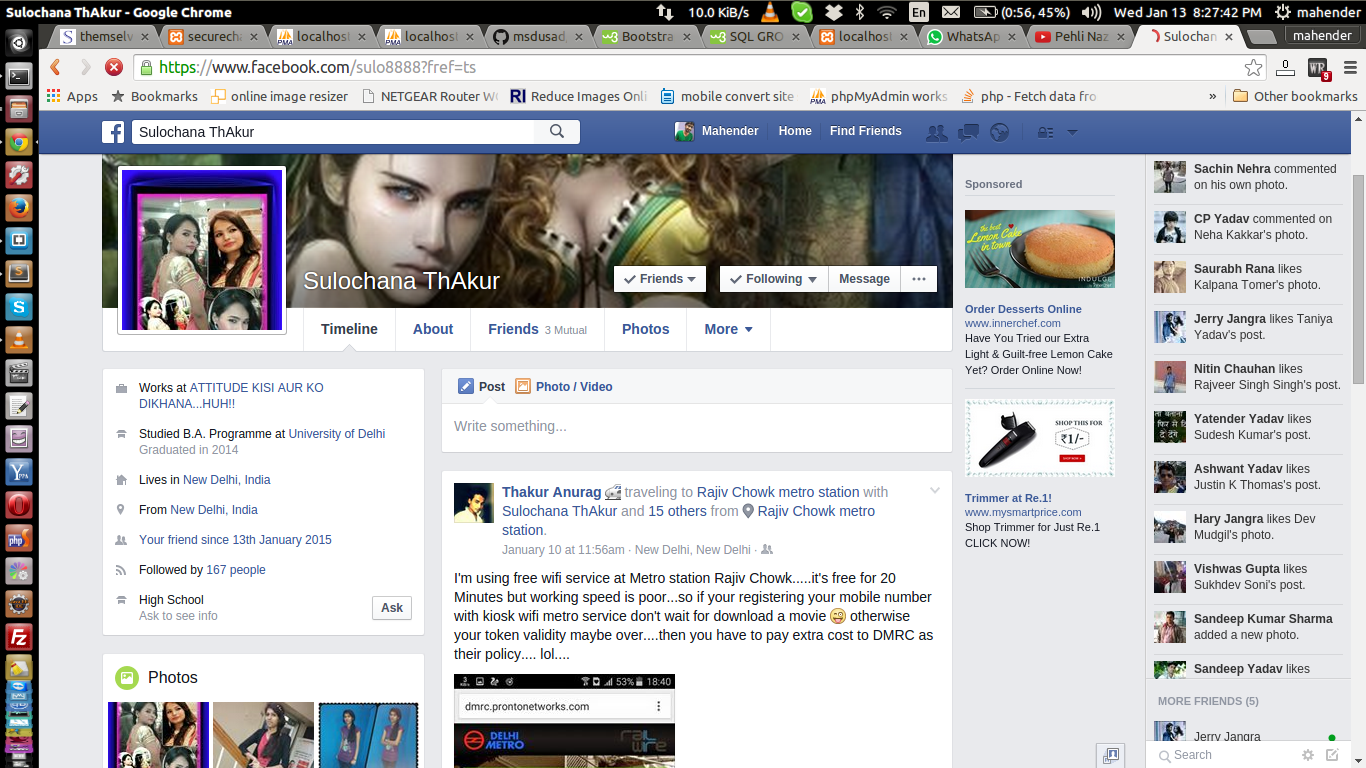 Sulochana ThAkur - Google Chrome
10.0 KiB/s
En
(0:56, 45%)
Wed Jan 13 8:27:42 PM
mahender
themselv
securecha
localhost
localhost
msdusad
Bootstra
SQL GRO
localhost
WhatsAp
Pehli Naz
Sulochan
mahender
https://www.facebook.com/sulo8888?fref=ts
0
WR
9
Apps
Bookmarks
online image resizer
NETGEAR Router WC
Reduce Images Onli
mobile convert site
phpMyAdmin works
php - Fetch data fro
»
Other bookmarks
Sulochana ThAkur
Mahender
Home
Find Friends
Sulochana ThAkur
Friends
Following
Message
Timeline
About
Friends 3 Mutual
Photos
More
Works at ATTITUDE KISI AUR KO
DIKHANA...HUH!!
Studied B.A. Programme at University of Delhi
Graduated in 2014
Lives in New Delhi, India
From New Delhi, India
Your friend since 13th January 2015
Followed by 167 people
High School
Ask to see info
Ask
Photos
Post
Photo / Video
Write something...
Thakur Anurag traveling to Rajiv Chowk metro station with
Sulochana ThAkur and 15 others from Rajiv Chowk metro
station.
January 10 at 11:56am · New Delhi, New Delhi ·
I'm using free wifi service at Metro station Rajiv Chowk.....it's free for 20
Minutes but working speed is poor...so if your registering your mobile number
with kiosk wifi metro service don't wait for download a movie 😜 otherwise
your token validity maybe over....then you have to pay extra cost to DMRC as
their policy.... lol....
53% 18:40
dmrc.prontonetworks.com
DELHI
METRO
Sponsored
the best
Lemon Cake
in town
INDULGE
Order Desserts Online
www.innerchef.com
Have You Tried our Extra
Light & Guilt-free Lemon Cake
Yet? Order Online Now!
SHOP THIS FOR
₹1/-
SHOP NOW
Trimmer at Re.1!
www.mysmartprice.com
Shop Trimmer for Just Re.1
CLICK NOW!
Sachin Nehra commented
on his own photo.
CP Yadav commented on
Neha Kakkar's photo.
Saurabh Rana likes
Kalpana Tomer's photo.
Jerry Jangra likes Taniya
Yadav's post.
Nitin Chauhan likes
Rajveer Singh Singh's post.
Yatender Yadav likes
Sudesh Kumar's post.
Ashwant Yadav likes
Justin K Thomas's post.
Hary Jangra likes Dev
Mudgil's photo.
Vishwas Gupta likes
Sukhdev Soni's post.
Sandeep Kumar Sharma
added a new photo.
Sandeep Yadav likes
MORE FRIENDS (5)
Jerry Jangra
Search